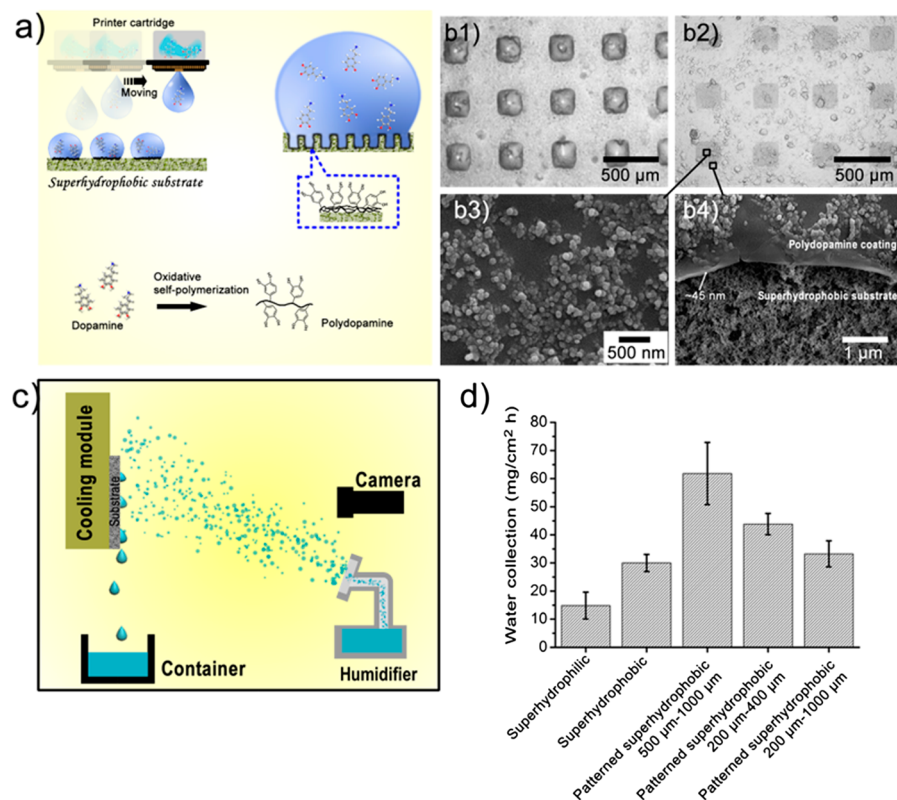 a)
Printer cartridge
Moving
Superhydrophobic substrate
Dopamine
Oxidative
self-polymerization
Polydopamine
b1)
500 µm
b2)
500 µm
b3)
500 nm
b4)
Polydopamine coating
~45 nm
Superhydrophobic substrate
1 µm
c)
Cooling module
Substrate
Camera
Container
Humidifier
d)
Water collection (mg/cm² h)
80
70
60
50
40
30
20
10
0
Superhydrophilic
Superhydrophobic
Patterned superhydrophobic
500 µm-1000 µm
Patterned superhydrophobic
200 µm-400 µm
Patterned superhydrophobic
200 µm-1000 µm